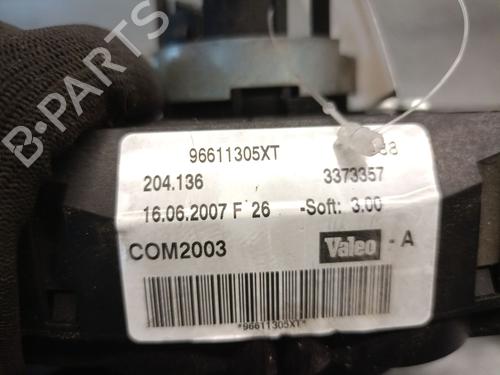 96611305XT
204.136 3373357
16.06.2007 F 26 -Soft: 3.00
COM2003 Valeo - A
*96611305XT*
B-PARTS